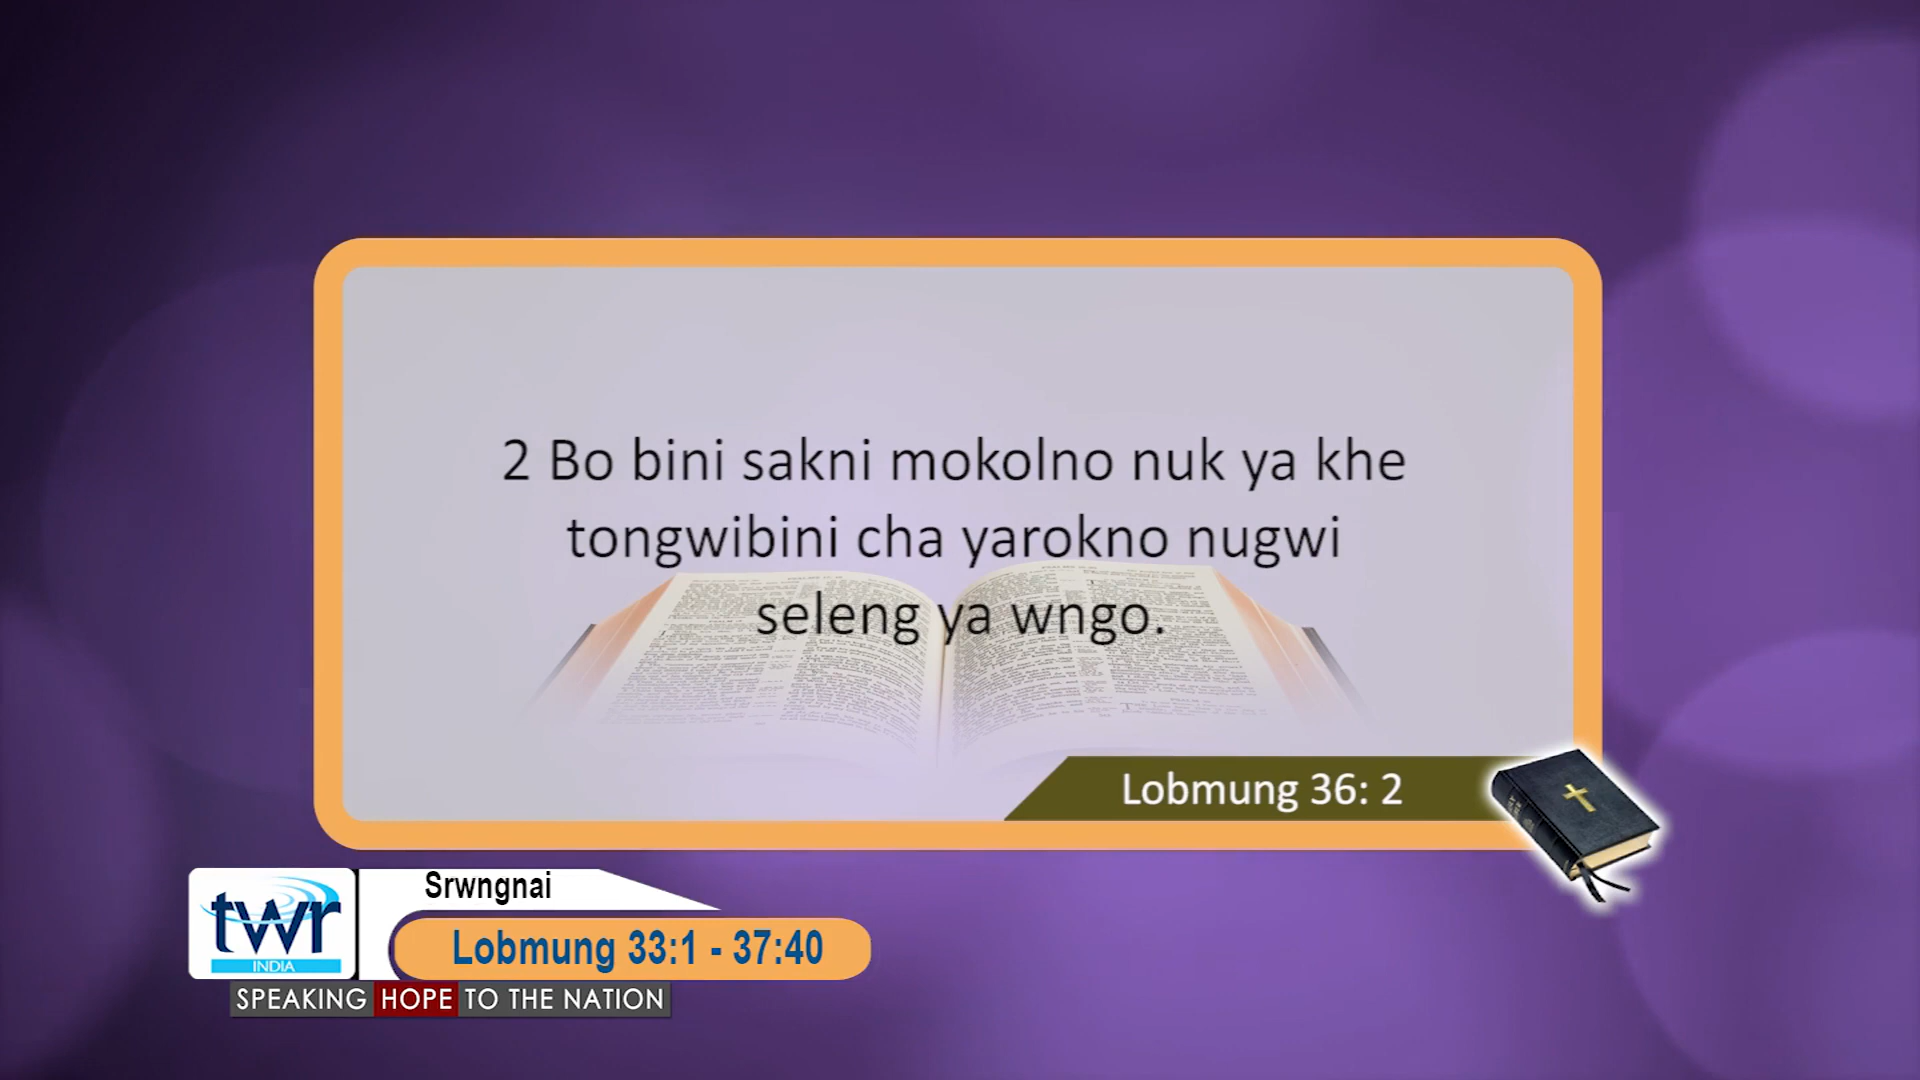 2 Bo bini sakni mokolno nuk ya khe
tongwibini cha yarokno nugwi
seleng ya wngo.
Lobmung 36: 2
Srwngnai
Lobmung 33:1 - 37:40
twr
INDIA
SPEAKING HOPE TO THE NATION